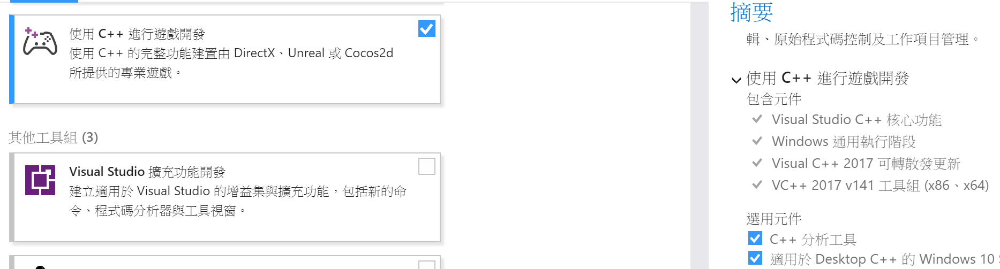 使用 C++ 進行遊戲開發
使用 C++ 的完整功能建置由 DirectX、Unreal 或 Cocos2d
所提供的專業遊戲。
其他工具組 (3)
Visual Studio 擴充功能開發
建立適用於 Visual Studio 的增益集與擴充功能，包括新的命
令、程式碼分析器與工具視窗。
摘要
輯、原始程式碼控制及工作項目管理。
使用 C++ 進行遊戲開發
包含元件
Visual Studio C++ 核心功能
Windows 通用執行階段
Visual C++ 2017 可轉散發更新
VC++ 2017 v141 工具組 (x86、x64)
選用元件
C++ 分析工具
適用於 Desktop C++ 的 Windows 10